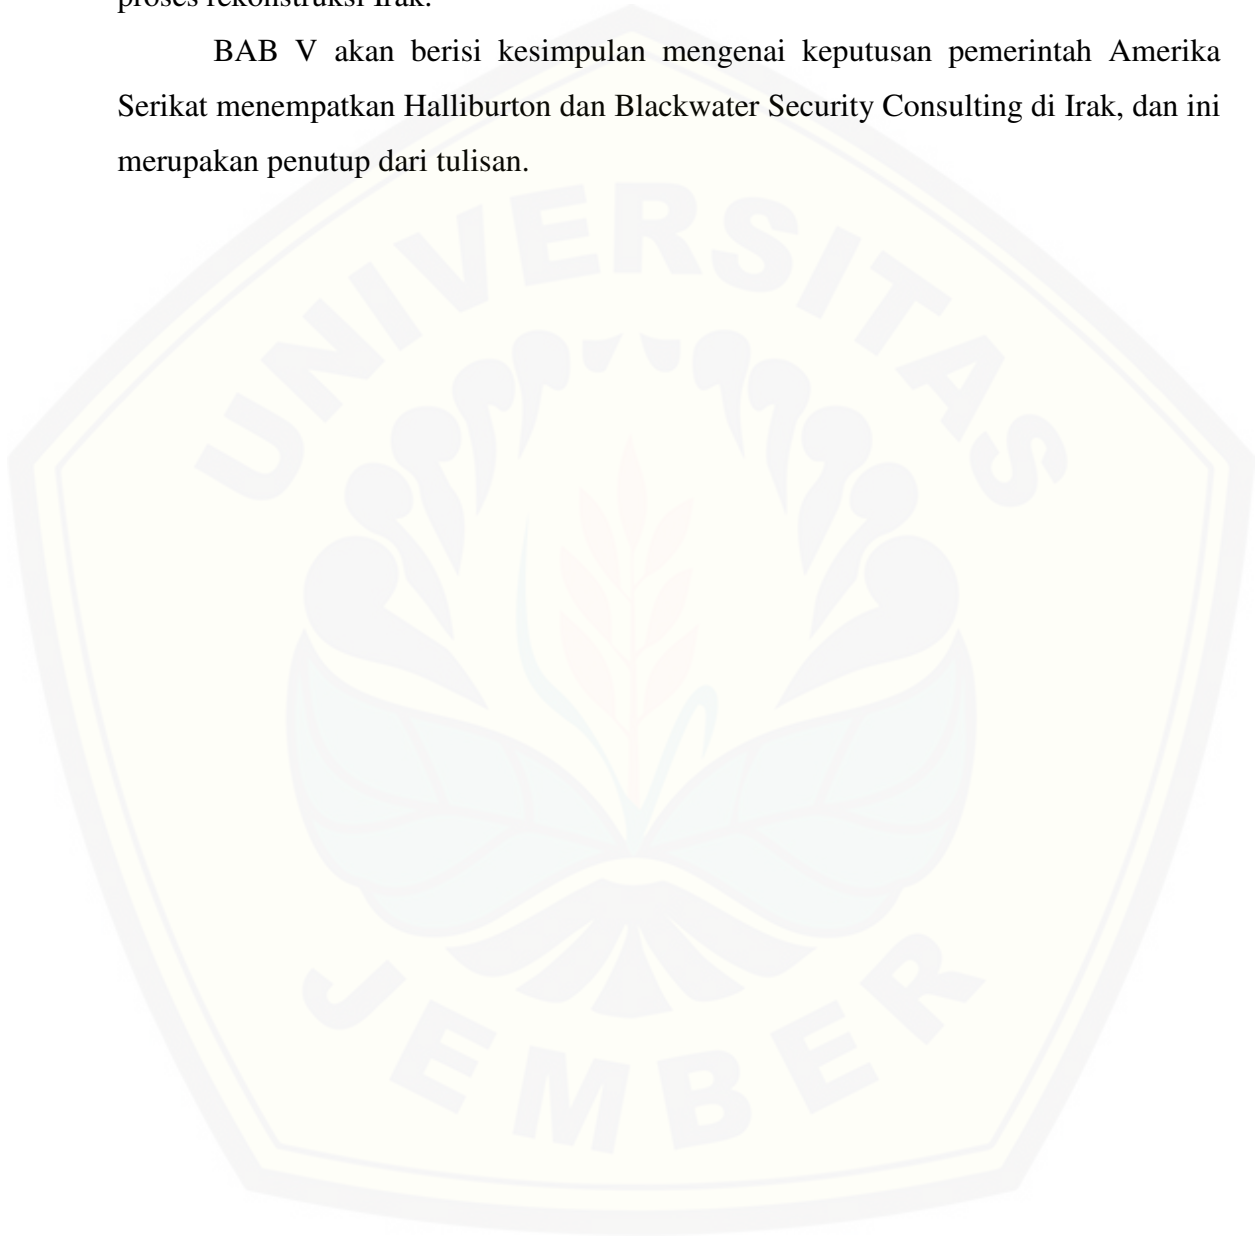 proses rekonstruksi Irak.
BAB V akan berisi kesimpulan mengenai keputusan pemerintah Amerika
Serikat menempatkan Halliburton dan Blackwater Security Consulting di Irak, dan ini
merupakan penutup dari tulisan.
UNIVERSITAS
JEMBER